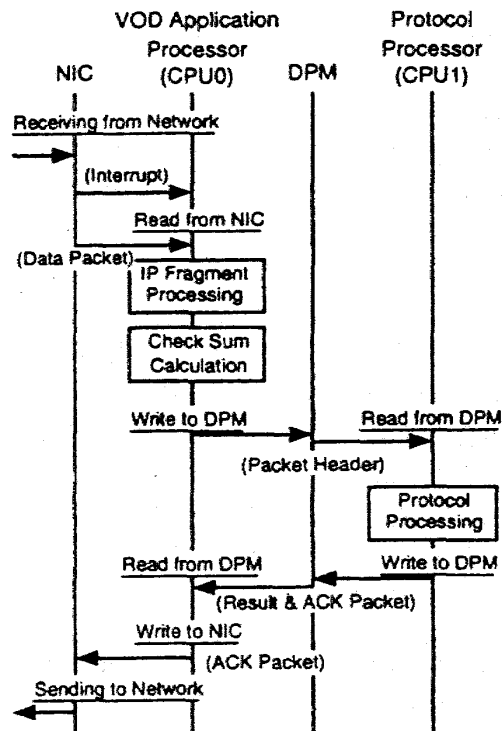 VOD Application
Processor
(CPU0)
Protocol
Processor
(CPU1)
NIC
DPM
Receiving from Network
(Interrupt)
Read from NIC
(Data Packet)
IP Fragment
Processing
Check Sum
Calculation
Write to DPM
Read from DPM
(Packet Header)
Protocol
Processing
Read from DPM
Write to DPM
(Result & ACK Packet)
Write to NIC
(ACK Packet)
Sending to Network